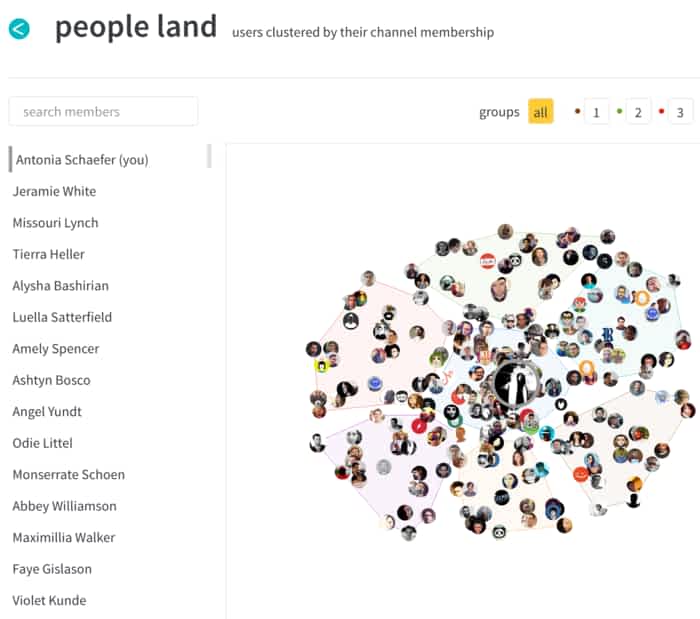 people land users clustered by their channel membership
search members
groups all 1 2 3
Antonia Schaefer (you)
Jeramie White
Missouri Lynch
Tierra Heller
Alysha Bashirian
Luella Satterfield
Amely Spencer
Ashtyn Bosco
Angel Yundt
Odie Littel
Monserrate Schoen
Abbey Williamson
Maximillia Walker
Faye Gislason
Violet Kunde